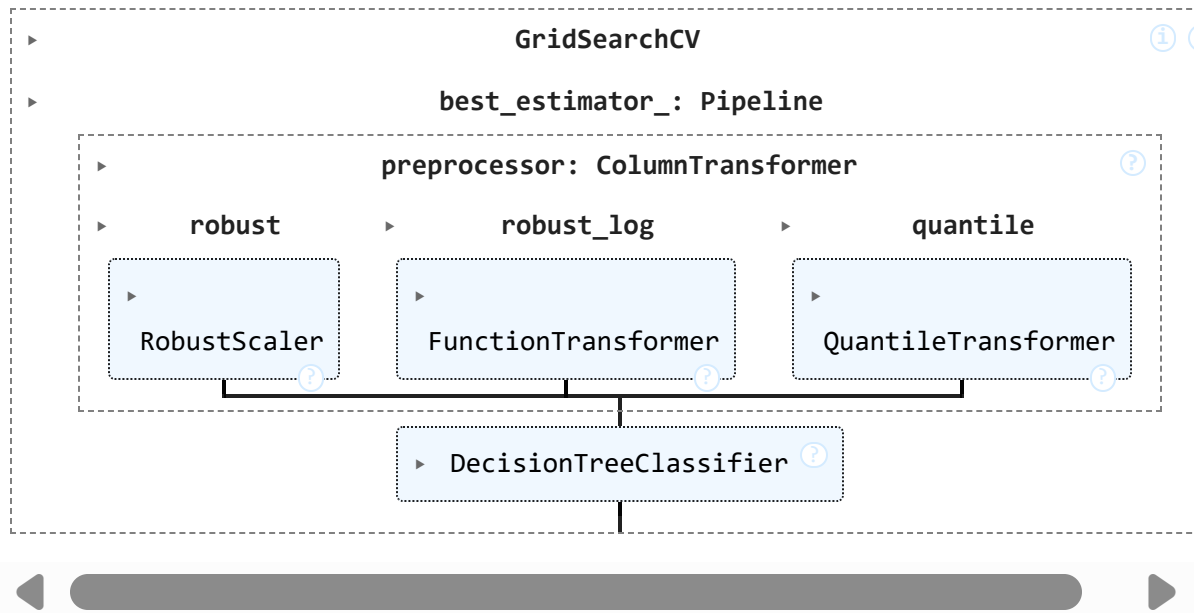 GridSearchCV i
best_estimator_: Pipeline
preprocessor: ColumnTransformer ?
robust robust_log quantile
RobustScaler FunctionTransformer QuantileTransformer
? ? ?
DecisionTreeClassifier ?